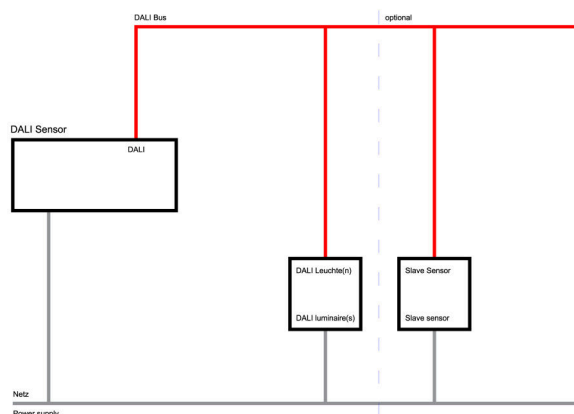 DALI Bus
optional
DALI Sensor
DALI
DALI Leuchte(n)
DALI luminaire(s)
Slave Sensor
Slave sensor
Netz
Power supply